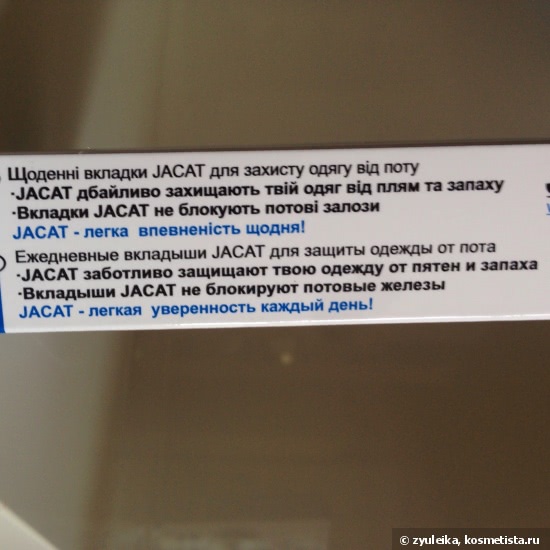 Щоденні вкладки JACAT для захисту одягу від поту
·JACAT дбайливо захищають твій одяг від плям та запаху
·Вкладки JACAT не блокують потові залози
JACAT - легка впевненість щодня!
Ежедневные вкладыши JACAT для защиты одежды от пота
·JACAT заботливо защищают твою одежду от пятен и запаха
·Вкладыши JACAT не блокируют потовые железы
JACAT - легкая уверенность каждый день!
© zyuleika, kosmetista.ru